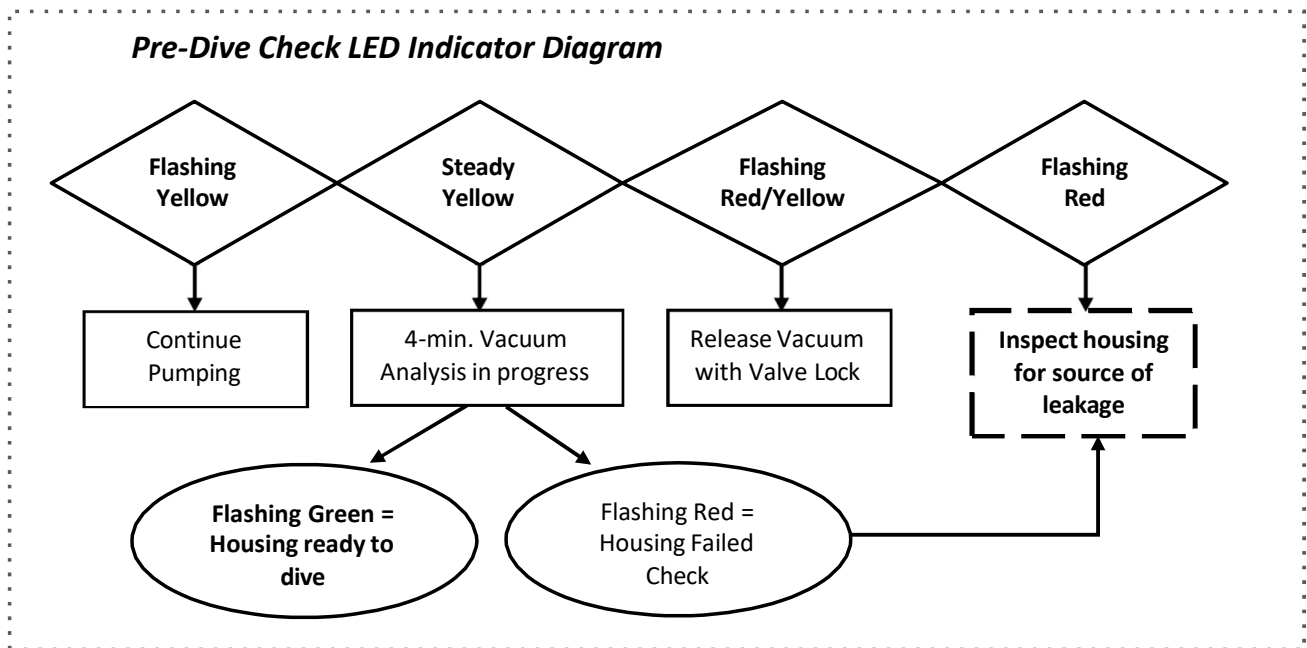 Pre-Dive Check LED Indicator Diagram
Flashing
Yellow
Steady
Yellow
Flashing
Red/Yellow
Flashing
Red
Continue
Pumping
4-min. Vacuum
Analysis in progress
Release Vacuum
with Valve Lock
Inspect housing
for source of
leakage
Flashing Green =
Housing ready to
dive
Flashing Red =
Housing Failed
Check